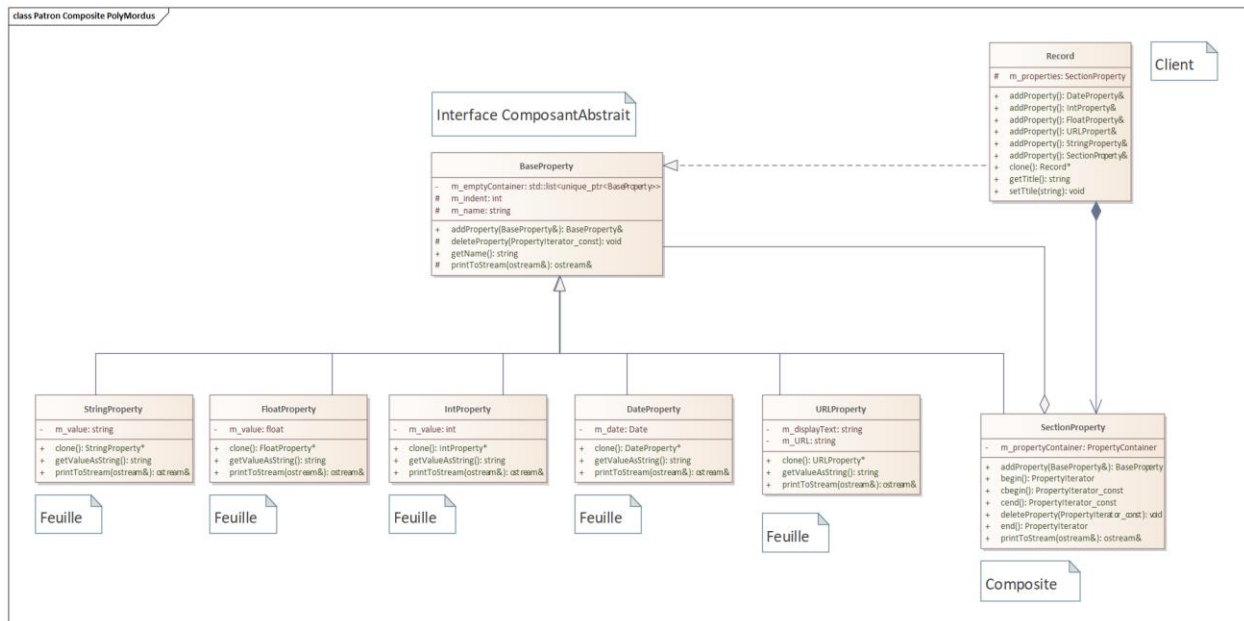 class Patron Composite PolyMordus
Record
# m_properties: SectionProperty
+ addProperty(): DateProperty&
+ addProperty(): IntProperty&
+ addProperty(): FloatProperty&
+ addProperty(): URLPropert&
+ addProperty(): StringProperty&
+ addProperty(): SectionProperty&
+ clone(): Record*
+ getTtitle(): string
+ setTtile(string): void
Client
Interface ComposantAbstrait
BaseProperty
- m_emptyContainer: std::list<unique_ptr<BaseProperty>>
# m_indent: int
# m_name: string
+ addProperty(BaseProperty&): BaseProperty&
# deleteProperty(PropertyIterator_const): void
+ getName(): string
# printToStream(ostream&): ostream&
StringProperty
- m_value: string
+ clone(): StringProperty*
+ getValueAsString(): string
+ printToStream(ostream&): ostream&
Feuille
FloatProperty
- m_value: float
+ clone(): FloatProperty*
+ getValueAsString(): string
+ printToStream(ostream&): ostream&
Feuille
IntProperty
- m_value: int
+ clone(): IntProperty*
+ getValueAsString(): string
+ printToStream(ostream&): ostream&
Feuille
DateProperty
- m_date: Date
+ clone(): DateProperty*
+ getValueAsString(): string
+ printToStream(ostream&): ostream&
Feuille
URLProperty
- m_displayText: string
- m_URL: string
+ clone(): URLProperty*
+ getValueAsString(): string
+ printToStream(ostream&): ostream&
Feuille
SectionProperty
- m_propertyContainer: PropertyContainer
+ addProperty(BaseProperty&): BaseProperty
+ begin(): PropertyIterator
+ cbegin(): PropertyIterator_const
+ cend(): PropertyIterator_const
+ deleteProperty(PropertyIterator_const): void
+ end(): PropertyIterator
+ printToStream(ostream&): ostream&
Composite